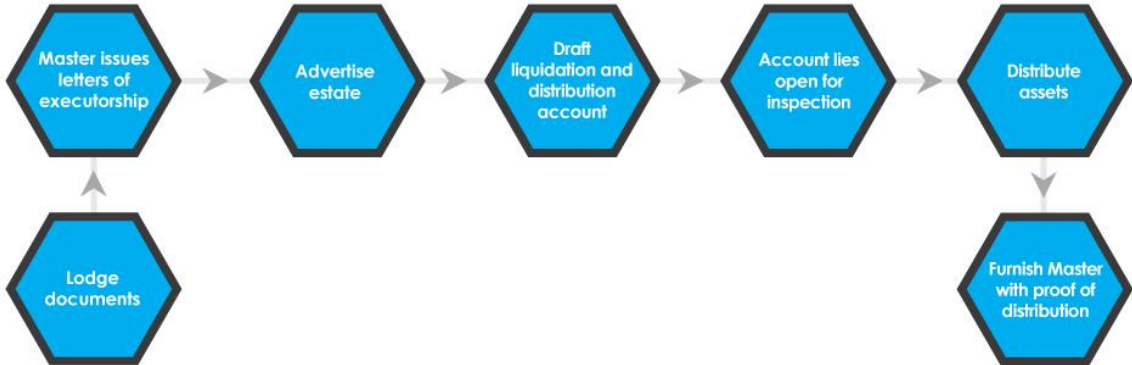 Master issues
letters of
executorship
Advertise
estate
Draft
liquidation and
distribution
account
Account lies
open for
inspection
Distribute
assets
Lodge
documents
Furnish Master
with proof of
distribution